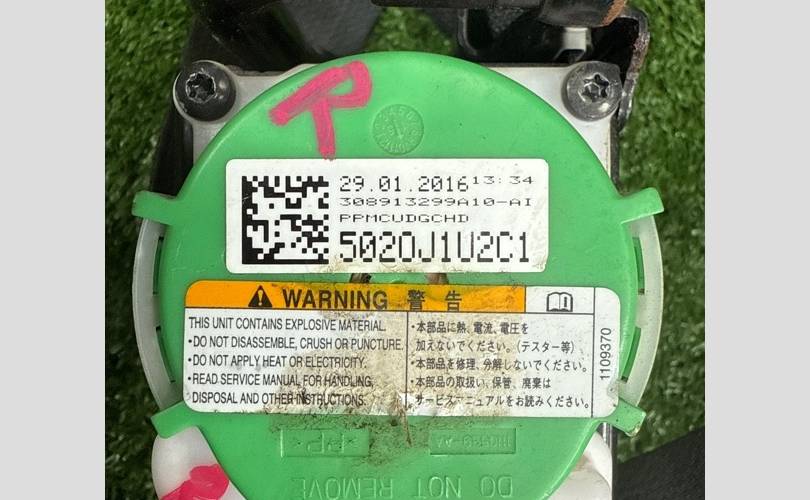 29.01.2016 13:34
308913299A10-AI
PPMCUDGCHD
5020J1U2C1
WARNING 警告
THIS UNIT CONTAINS EXPLOSIVE MATERIAL.
•DO NOT DISASSEMBLE, CRUSH OR PUNCTURE.
•DO NOT APPLY HEAT OR ELECTRICITY.
•READ SERVICE MANUAL FOR HANDLING,
DISPOSAL AND OTHER INSTRUCTIONS.
・本部品に熱、電流、電圧を
加えないでください。（テスター等）
・本部品を修理、分解しないでください。
・本部品の取扱い、保管、廃棄は
サービスマニュアルをお読みください。
1109370
>PP<
DO NOT REMOVE